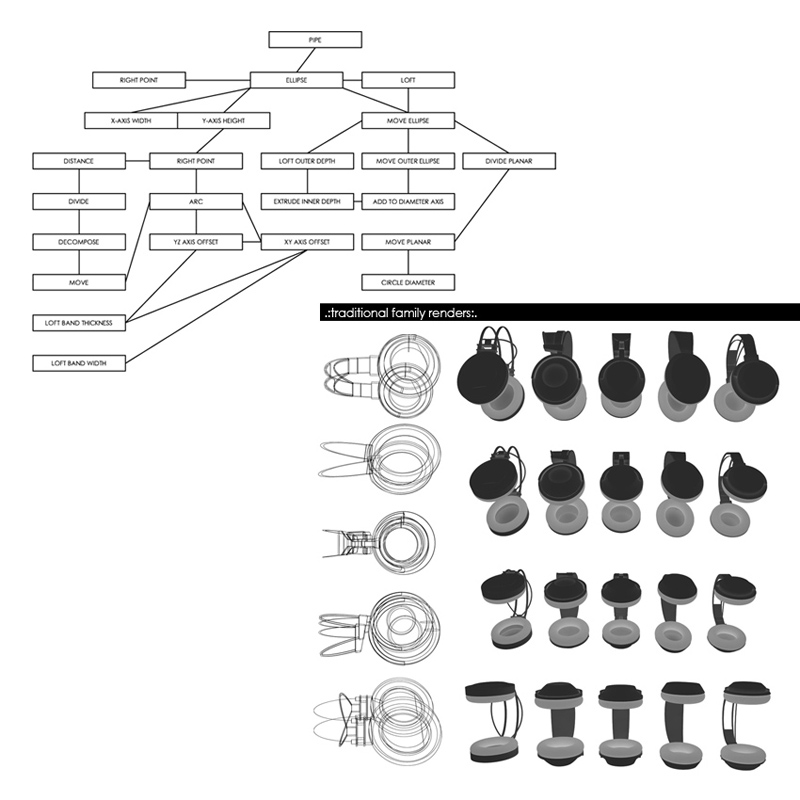 PIPE
RIGHT POINT
ELLIPSE
LOFT
X-AXIS WIDTH
Y-AXIS HEIGHT
MOVE ELLIPSE
DISTANCE
RIGHT POINT
LOFT OUTER DEPTH
MOVE OUTER ELLIPSE
DIVIDE PLANAR
DIVIDE
ARC
EXTRUDE INNER DEPTH
ADD TO DIAMETER AXIS
DECOMPOSE
YZ AXIS OFFSET
XY AXIS OFFSET
MOVE PLANAR
MOVE
CIRCLE DIAMETER
LOFT BAND THICKNESS
LOFT BAND WIDTH
.:traditional family renders:.